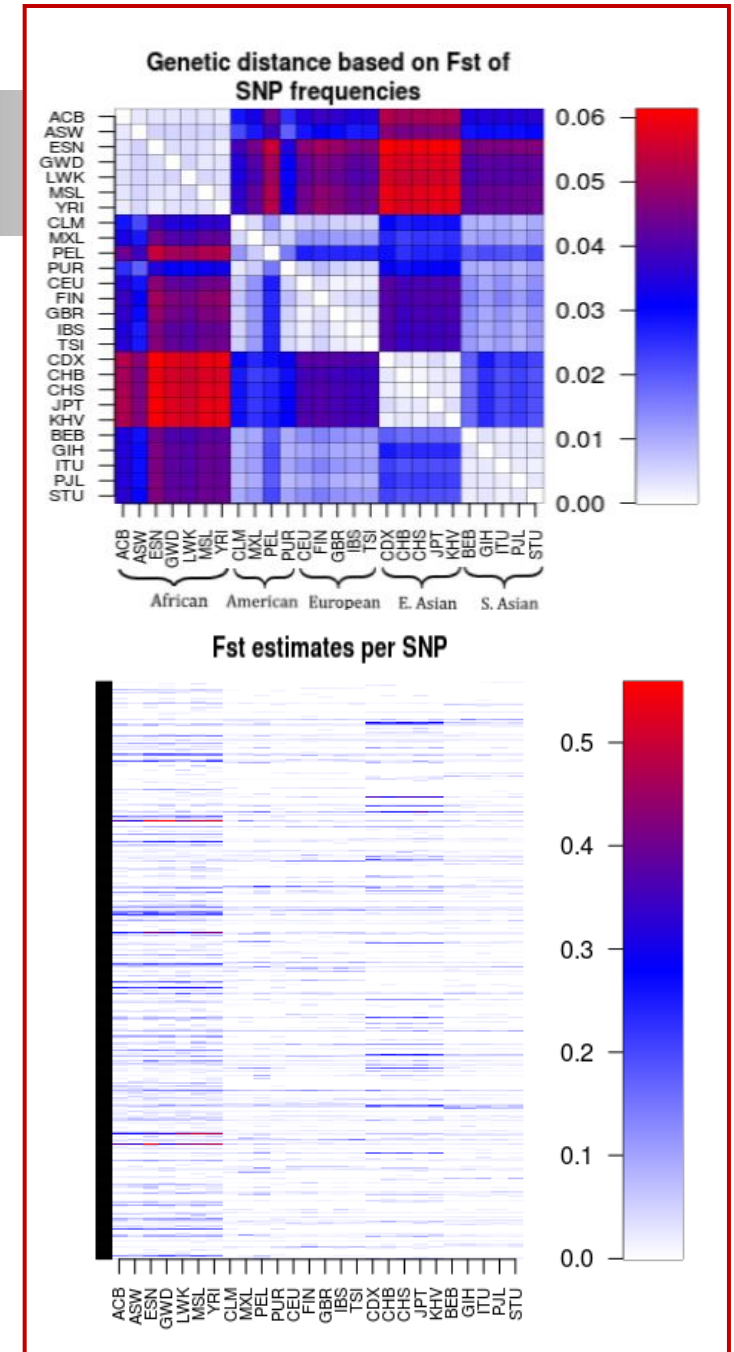 Genetic distance based on Fst of
SNP frequencies
ACB
ASW
ESN
GWD
LWK
MSL
YRI
CLM
MXL
PEL
PUR
CEU
FIN
GBR
IBS
TSI
CDX
CHB
CHS
JPT
KHV
BEB
GIH
ITU
PJL
STU
0.06
0.05
0.04
0.03
0.02
0.01
0.00
ACB ASW ESN GWD LWK MSL YRI CLM MXL PEL PUR CEU FIN GBR IBS TSI CDX CHB CHS JPT KHV BEB GIH ITU PJL STU
African American European E. Asian S. Asian
Fst estimates per SNP
0.5
0.4
0.3
0.2
0.1
0.0
ACB ASW ESN GWD LWK MSL YRI CLM MXL PEL PUR CEU FIN GBR IBS TSI CDX CHB CHS JPT KHV BEB GIH ITU PJL STU